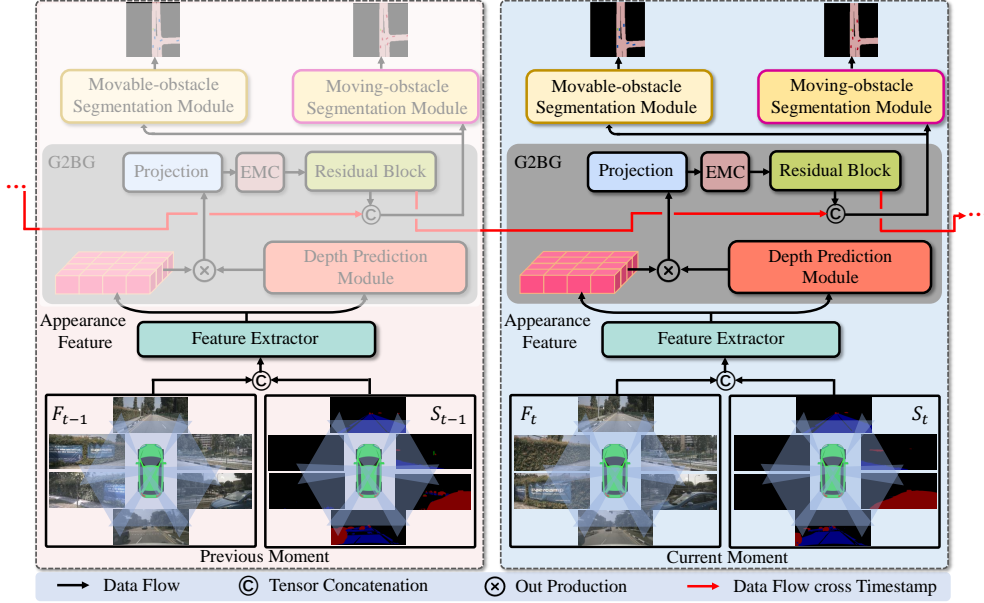 Movable-obstacle
Segmentation Module
Moving-obstacle
Segmentation Module
G2BG
Projection
EMC
Residual Block
C
Depth Prediction
Module
×
Appearance
Feature
Feature Extractor
C
F_{t-1}
S_{t-1}
Previous Moment
Movable-obstacle
Segmentation Module
Moving-obstacle
Segmentation Module
G2BG
Projection
EMC
Residual Block
C
Depth Prediction
Module
×
Appearance
Feature
Feature Extractor
C
F_t
S_t
Current Moment
Data Flow
C Tensor Concatenation
× Out Production
Data Flow cross Timestamp